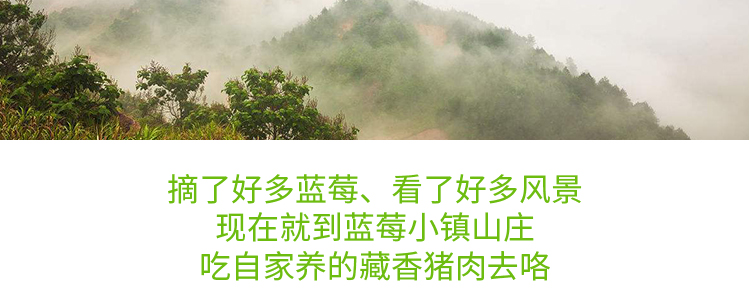 摘了好多蓝莓、看了好多风景
现在就到蓝莓小镇山庄
吃自家养的藏香猪肉去咯